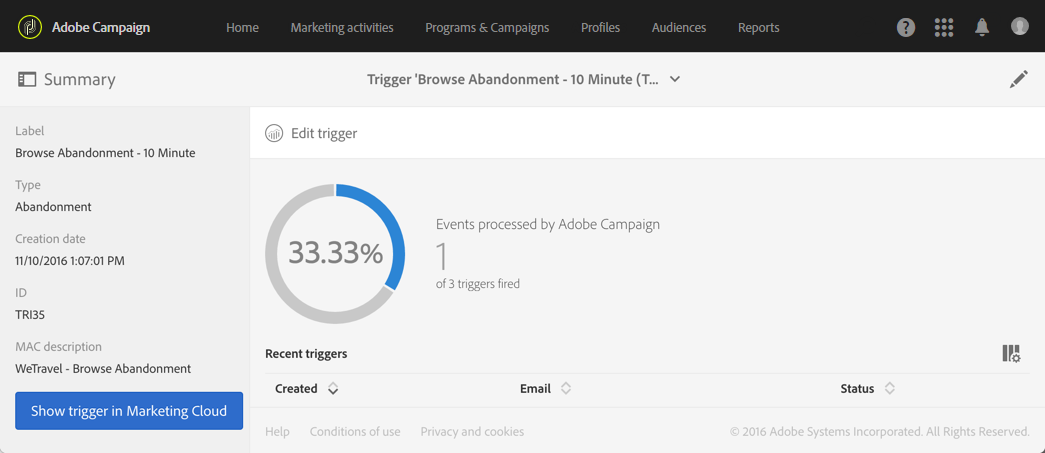 Adobe Campaign Home Marketing activities Programs & Campaigns Profiles Audiences Reports ?
Summary Trigger 'Browse Abandonment - 10 Minute (T...
Label
Browse Abandonment - 10 Minute
Type
Abandonment
Creation date
11/10/2016 1:07:01 PM
ID
TRI35
MAC description
WeTravel - Browse Abandonment
Show trigger in Marketing Cloud
Edit trigger
33.33%
Events processed by Adobe Campaign
1
of 3 triggers fired
Recent triggers
Created Email Status
Help Conditions of use Privacy and cookies © 2016 Adobe Systems Incorporated. All Rights Reserved.